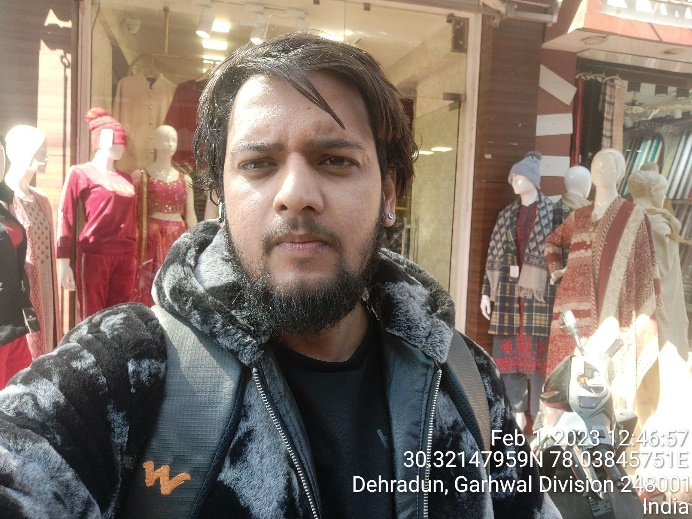 Feb 1, 2023 12:46:57
30.32147959N 78.03845751E
Dehradun, Garhwal Division 248001
India